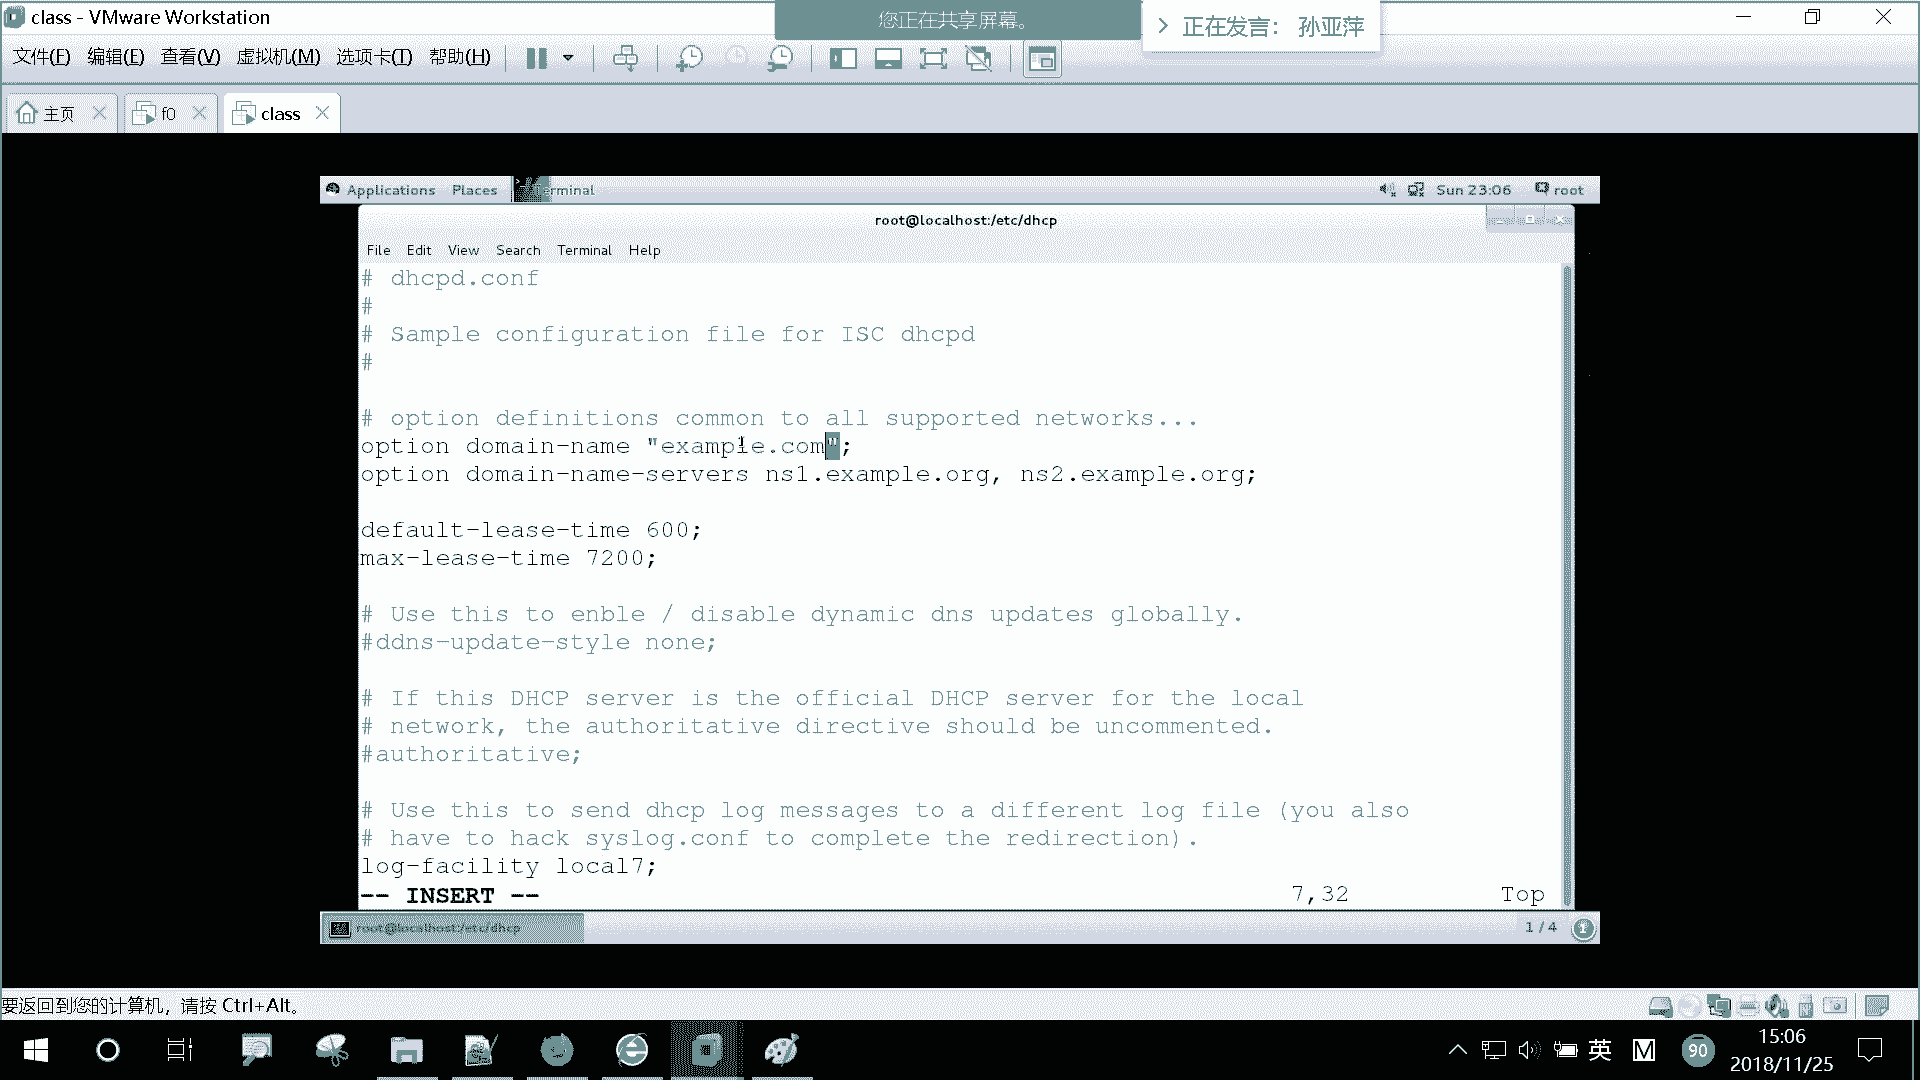 class - VMware Workstation
您正在共享屏幕。
正在发言： 孙亚萍
文件(F) 编辑(E) 查看(V) 虚拟机(M) 选项卡(T) 帮助(H)
主页
f0
class
Applications Places Terminal
Sun 23:06 root
root@localhost:/etc/dhcp
File Edit View Search Terminal Help
# dhcpd.conf
#
# Sample configuration file for ISC dhcpd
#
# option definitions common to all supported networks...
option domain-name "example.com";
option domain-name-servers ns1.example.org, ns2.example.org;
default-lease-time 600;
max-lease-time 7200;
# Use this to enble / disable dynamic dns updates globally.
#ddns-update-style none;
# If this DHCP server is the official DHCP server for the local
# network, the authoritative directive should be uncommented.
#authoritative;
# Use this to send dhcp log messages to a different log file (you also
# have to hack syslog.conf to complete the redirection).
log-facility local7;
-- INSERT -- 7,32 Top
root@localhost:/etc/dhcp
1 / 4
要返回到您的计算机，请按 Ctrl+Alt。
英
M
90
15:06
2018/11/25